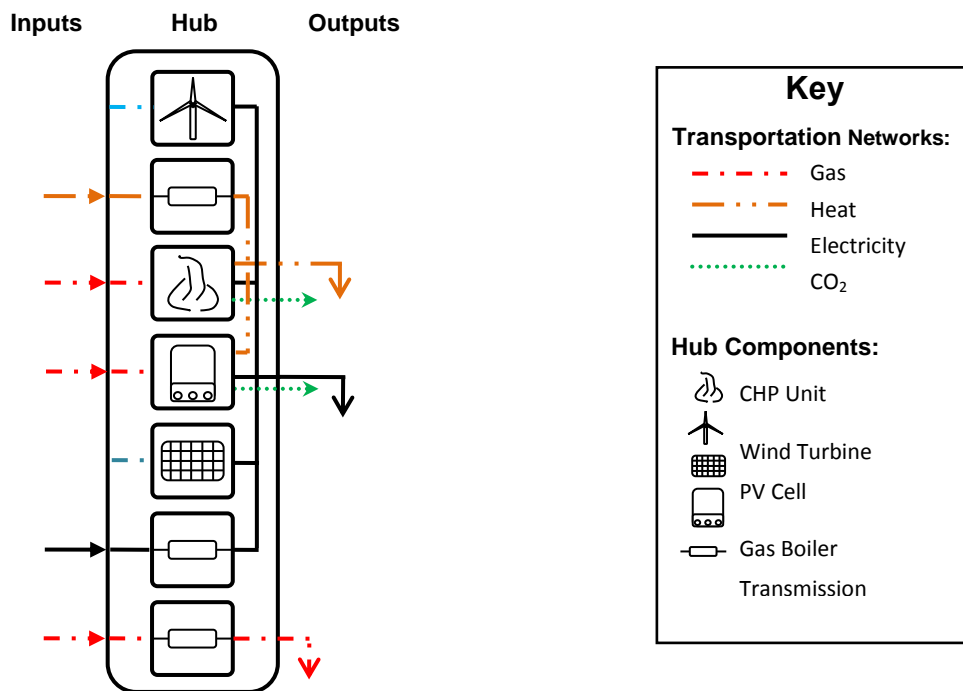 Inputs Hub Outputs
Key
Transportation Networks:
Gas
Heat
Electricity
CO₂
Hub Components:
CHP Unit
Wind Turbine
PV Cell
Gas Boiler
Transmission